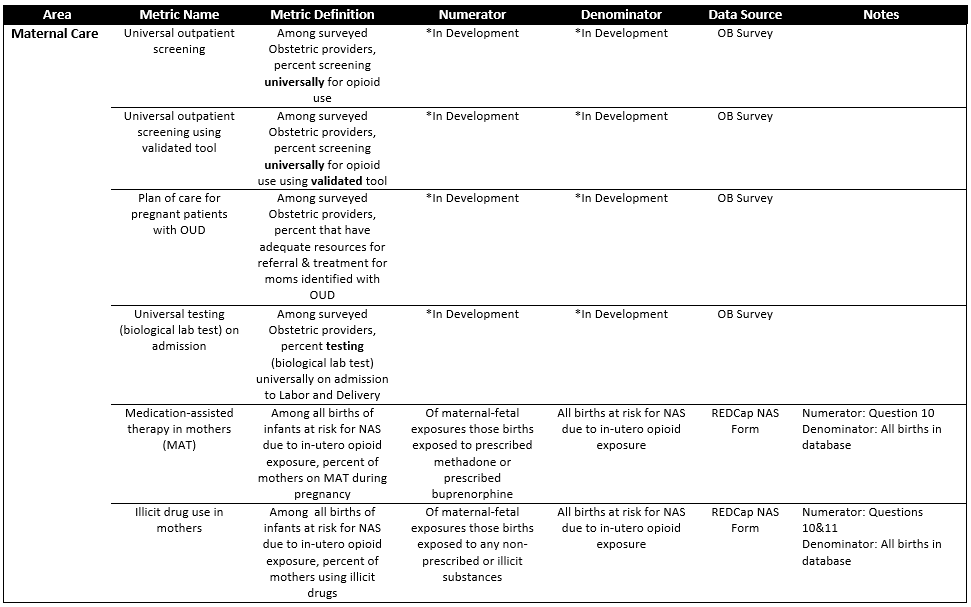 Area Metric Name Metric Definition Numerator Denominator Data Source Notes
Maternal Care
Universal outpatient
screening
Among surveyed
Obstetric providers,
percent screening
universally for opioid
use
*In Development
*In Development
OB Survey
Universal outpatient
screening using
validated tool
Among surveyed
Obstetric providers,
percent screening
universally for opioid
use using validated tool
*In Development
*In Development
OB Survey
Plan of care for
pregnant patients
with OUD
Among surveyed
Obstetric providers,
percent that have
adequate resources for
referral & treatment for
moms identified with
OUD
*In Development
*In Development
OB Survey
Universal testing
(biological lab test) on
admission
Among surveyed
Obstetric providers,
percent testing
(biological lab test)
universally on admission
to Labor and Delivery
*In Development
*In Development
OB Survey
Medication-assisted
therapy in mothers
(MAT)
Among all births of
infants at risk for NAS
due to in-utero opioid
exposure, percent of
mothers on MAT during
pregnancy
Of maternal-fetal
exposures those births
exposed to prescribed
methadone or
prescribed
buprenorphine
All births at risk for NAS
due to in-utero opioid
exposure
REDCap NAS
Form
Numerator: Question 10
Denominator: All births in
database
Illicit drug use in
mothers
Among all births of
infants at risk for NAS
due to in-utero opioid
exposure, percent of
mothers using illicit
drugs
Of maternal-fetal
exposures those births
exposed to any non-
prescribed or illicit
substances
All births at risk for NAS
due to in-utero opioid
exposure
REDCap NAS
Form
Numerator: Questions
10&11
Denominator: All births in
database